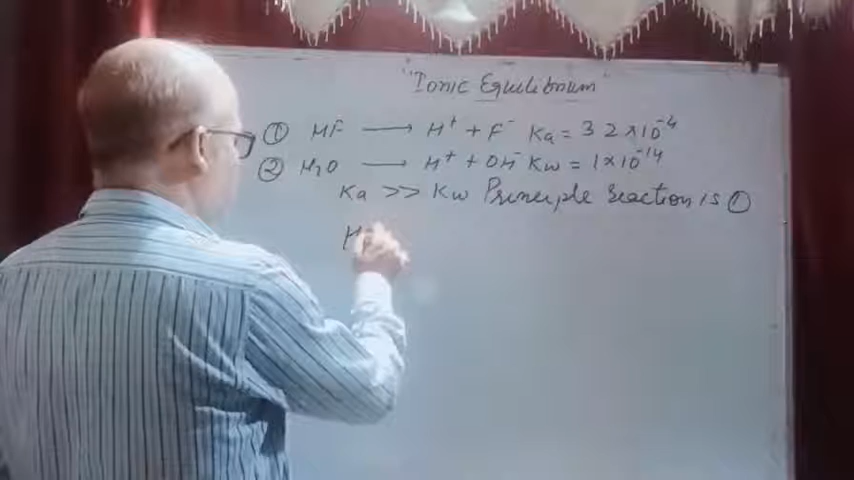 "Ionic Equilibrium
① HF → H⁺ + F⁻ Ka = 3.2 × 10⁻⁴
② H₂O → H⁺ + OH⁻ Kw = 1 × 10⁻¹⁴
Ka >> Kw Principle reaction is ①
H